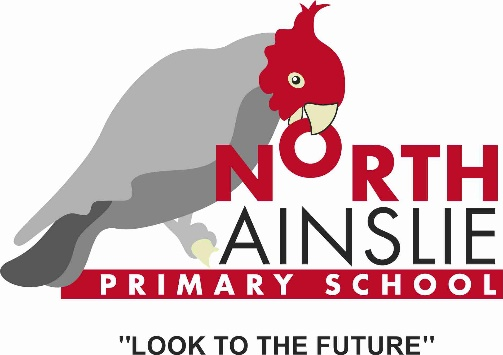 NORTH
AINSLIE
PRIMARY SCHOOL
"LOOK TO THE FUTURE"